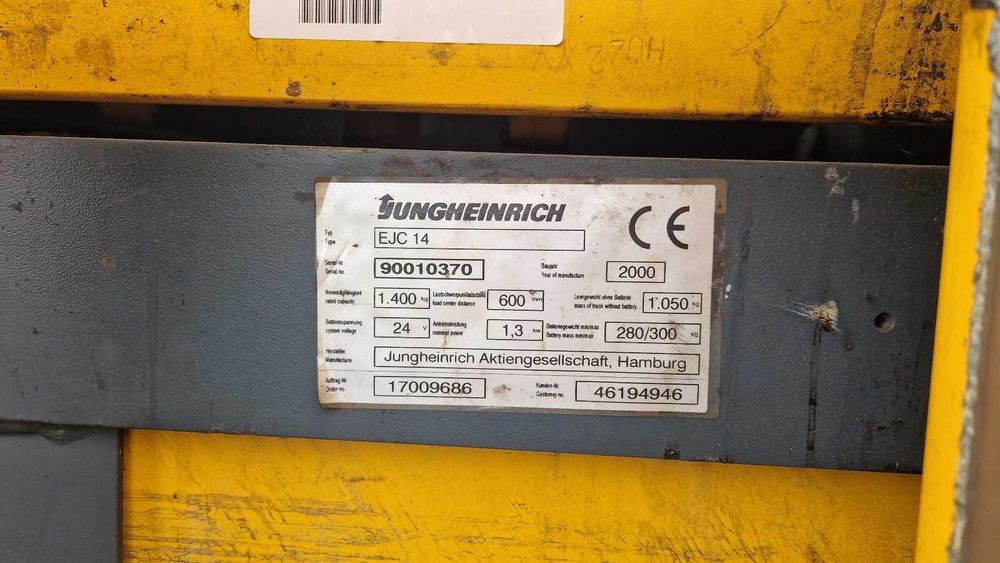 JUNGHEINRICH
CE
Typ
Type
EJC 14
Serial-Nr.
Serial no.
90010370
Baujahr
Year of manufacture
2000
Nenntragfähigkeit
rated capacity
1.400 kg
Lastschwerpunktabstand
load center distance
600 mm
Leergewicht ohne Batterie
mass of truck without battery
1.050 kg
Batteriespannung
system voltage
24 v
Antriebsleistung
nominal power
1,3 kw
Batteriegewicht min/max
Battery mass min/max
280/300 kg
Hersteller
Manufacturer
Jungheinrich Aktiengesellschaft, Hamburg
Auftrag-Nr.
Order-no
17009686
Kunden-Nr.
Customer-no.
46194946